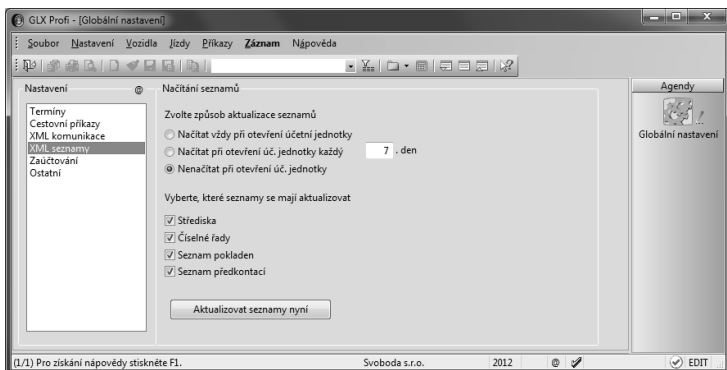 GLX Profi - [Globální nastavení]
Soubor Nastavení Vozidla Jízdy Příkazy Záznam Nápověda
Nastavení @
Termíny
Cestovní příkazy
XML komunikace
XML seznamy
Zaúčtování
Ostatní
Načítání seznamů
Zvolte způsob aktualizace seznamů
Načítat vždy při otevření účetní jednotky
Načítat při otevření úč. jednotky každý 7 . den
Nenačítat při otevření úč. jednotky
Vyberte, které seznamy se mají aktualizovat
Střediska
Číselné řady
Seznam pokladen
Seznam předkontací
Aktualizovat seznamy nyní
Agendy
Globální nastavení
(1/1) Pro získání nápovědy stiskněte F1. Svoboda s.r.o. 2012 @ EDIT